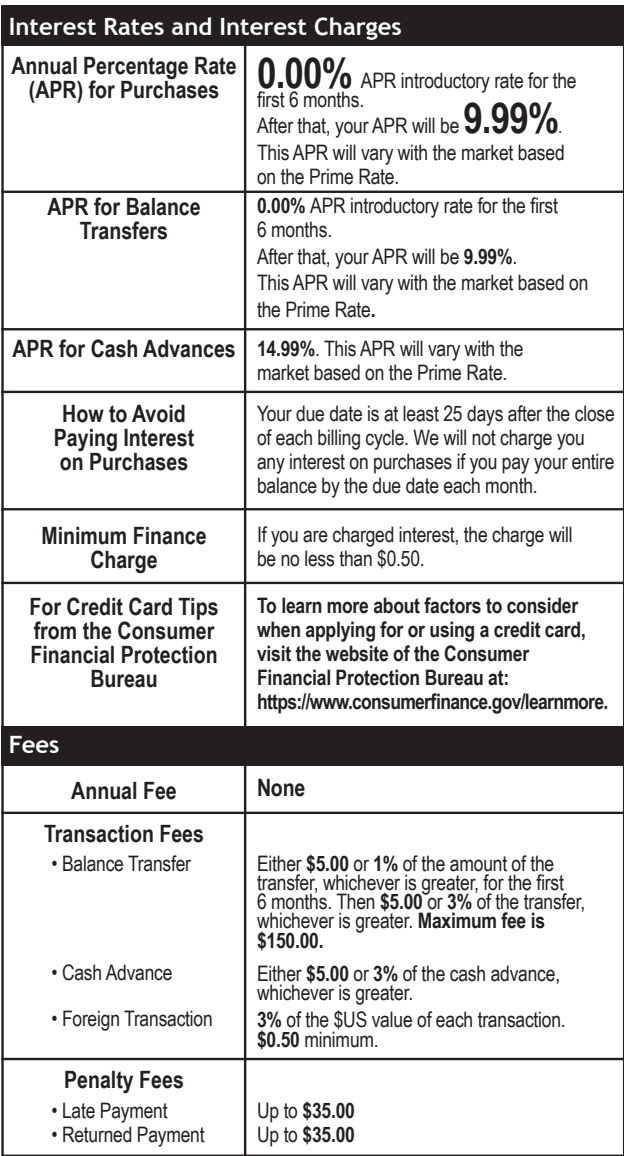 Interest Rates and Interest Charges
Annual Percentage Rate
(APR) for Purchases
0.00% APR introductory rate for the
first 6 months.
After that, your APR will be 9.99%.
This APR will vary with the market based
on the Prime Rate.
APR for Balance
Transfers
0.00% APR introductory rate for the first
6 months.
After that, your APR will be 9.99%.
This APR will vary with the market based on
the Prime Rate.
APR for Cash Advances
14.99%. This APR will vary with the
market based on the Prime Rate.
How to Avoid
Paying Interest
on Purchases
Your due date is at least 25 days after the close
of each billing cycle. We will not charge you
any interest on purchases if you pay your entire
balance by the due date each month.
Minimum Finance
Charge
If you are charged interest, the charge will
be no less than $0.50.
For Credit Card Tips
from the Consumer
Financial Protection
Bureau
To learn more about factors to consider
when applying for or using a credit card,
visit the website of the Consumer
Financial Protection Bureau at:
https://www.consumerfinance.gov/learnmore.
Fees
Annual Fee
None
Transaction Fees
• Balance Transfer
Either $5.00 or 1% of the amount of the
transfer, whichever is greater, for the first
6 months. Then $5.00 or 3% of the transfer,
whichever is greater. Maximum fee is
$150.00.
• Cash Advance
Either $5.00 or 3% of the cash advance,
whichever is greater.
• Foreign Transaction
3% of the $US value of each transaction.
$0.50 minimum.
Penalty Fees
• Late Payment
Up to $35.00
• Returned Payment
Up to $35.00